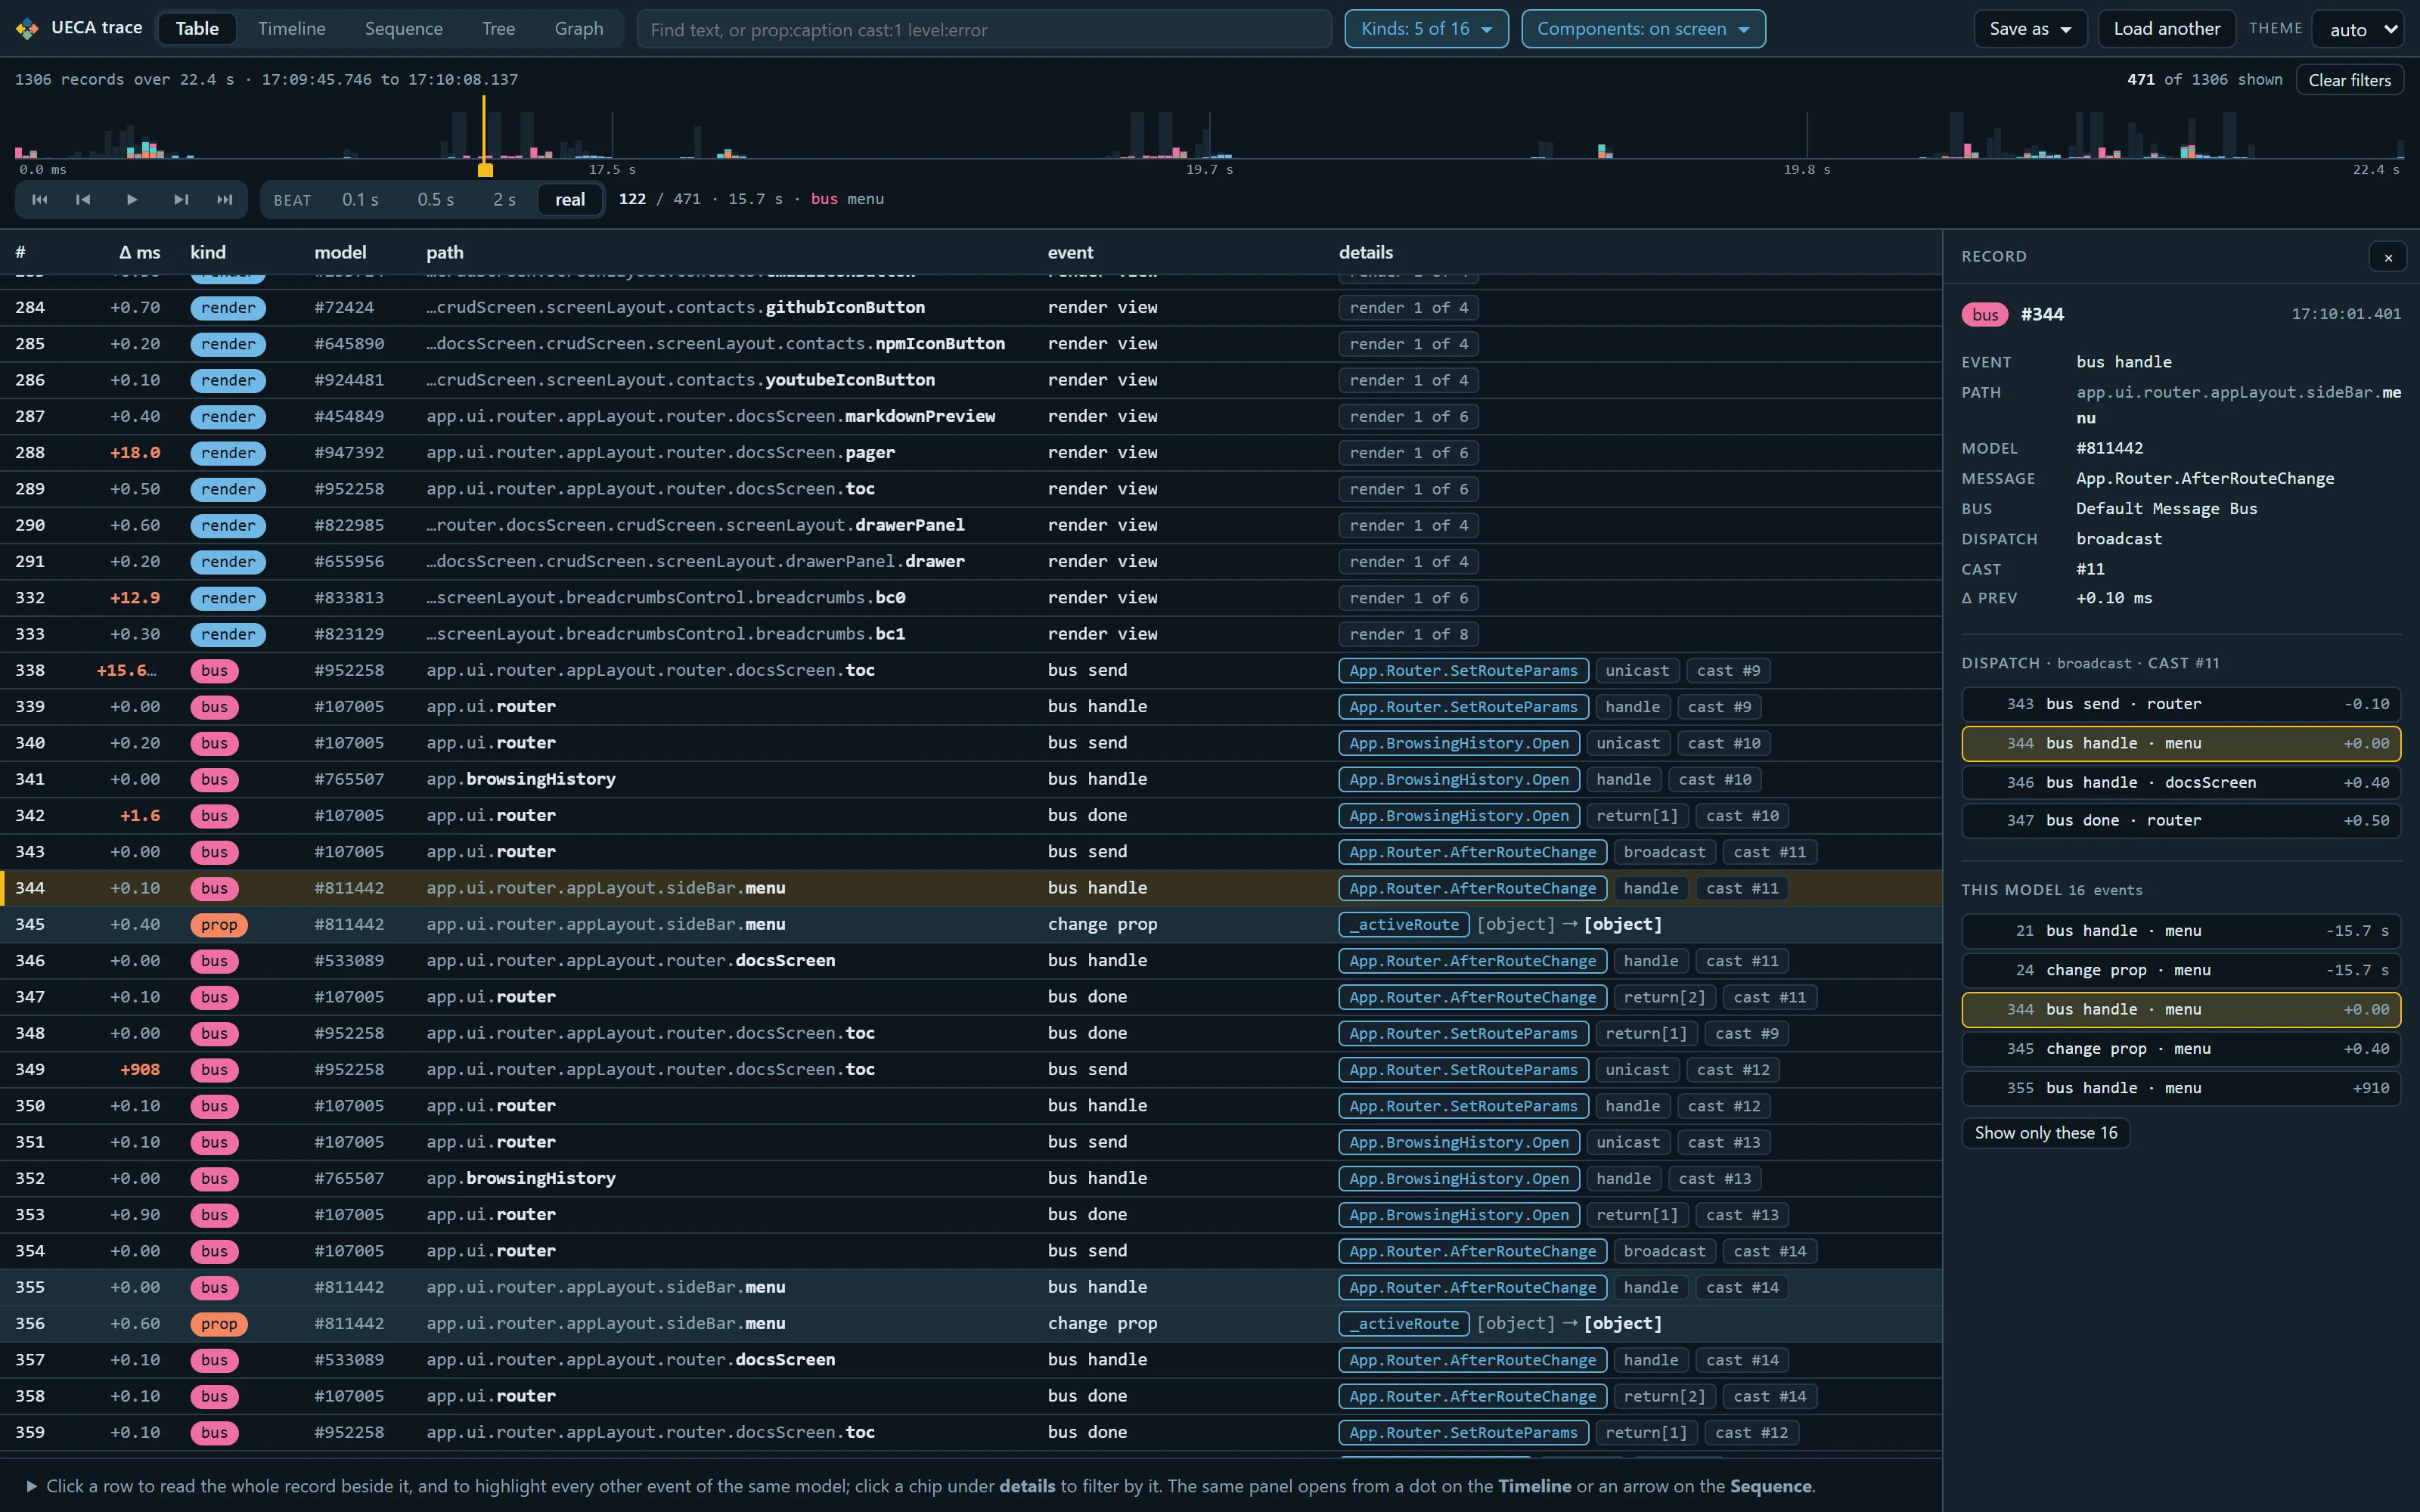 UECA trace Table Timeline Sequence Tree Graph Find text, or prop:caption cast:1 level:error Kinds: 5 of 16 Components: on screen Save as Load another THEME auto
1306 records over 22.4 s · 17:09:45.746 to 17:10:08.137 471 of 1306 shown Clear filters
0.0 ms 17.5 s 19.7 s 19.8 s 22.4 s
BEAT 0.1 s 0.5 s 2 s real 122 / 471 · 15.7 s · bus menu
# Δ ms kind model path event details
284 +0.70 render #72424 …crudScreen.screenLayout.contacts.githubIconButton render view render 1 of 4
285 +0.20 render #645890 …docsScreen.crudScreen.screenLayout.contacts.npmIconButton render view render 1 of 4
286 +0.10 render #924481 …crudScreen.screenLayout.contacts.youtubeIconButton render view render 1 of 4
287 +0.40 render #454849 app.ui.router.appLayout.router.docsScreen.markdownPreview render view render 1 of 6
288 +18.0 render #947392 app.ui.router.appLayout.router.docsScreen.pager render view render 1 of 6
289 +0.50 render #952258 app.ui.router.appLayout.router.docsScreen.toc render view render 1 of 6
290 +0.60 render #822985 …router.docsScreen.crudScreen.screenLayout.drawerPanel render view render 1 of 4
291 +0.20 render #655956 …docsScreen.crudScreen.screenLayout.drawerPanel.drawer render view render 1 of 4
332 +12.9 render #833813 …screenLayout.breadcrumbsControl.breadcrumbs.bc0 render view render 1 of 6
333 +0.30 render #823129 …screenLayout.breadcrumbsControl.breadcrumbs.bc1 render view render 1 of 8
338 +15.6… bus #952258 app.ui.router.appLayout.router.docsScreen.toc bus send App.Router.SetRouteParams unicast cast #9
339 +0.00 bus #107005 app.ui.router bus handle App.Router.SetRouteParams handle cast #9
340 +0.20 bus #107005 app.ui.router bus send App.BrowsingHistory.Open unicast cast #10
341 +0.00 bus #765507 app.browsingHistory bus handle App.BrowsingHistory.Open handle cast #10
342 +1.6 bus #107005 app.ui.router bus done App.BrowsingHistory.Open return[1] cast #10
343 +0.00 bus #107005 app.ui.router bus send App.Router.AfterRouteChange broadcast cast #11
344 +0.10 bus #811442 app.ui.router.appLayout.sideBar.menu bus handle App.Router.AfterRouteChange handle cast #11
345 +0.40 prop #811442 app.ui.router.appLayout.sideBar.menu change prop _activeRoute [object] → [object]
346 +0.00 bus #533089 app.ui.router.appLayout.router.docsScreen bus handle App.Router.AfterRouteChange handle cast #11
347 +0.10 bus #107005 app.ui.router bus done App.Router.AfterRouteChange return[2] cast #11
348 +0.00 bus #952258 app.ui.router.appLayout.router.docsScreen.toc bus done App.Router.SetRouteParams return[1] cast #9
349 +908 bus #952258 app.ui.router.appLayout.router.docsScreen.toc bus send App.Router.SetRouteParams unicast cast #12
350 +0.10 bus #107005 app.ui.router bus handle App.Router.SetRouteParams handle cast #12
351 +0.10 bus #107005 app.ui.router bus send App.BrowsingHistory.Open unicast cast #13
352 +0.00 bus #765507 app.browsingHistory bus handle App.BrowsingHistory.Open handle cast #13
353 +0.90 bus #107005 app.ui.router bus done App.BrowsingHistory.Open return[1] cast #13
354 +0.00 bus #107005 app.ui.router bus send App.Router.AfterRouteChange broadcast cast #14
355 +0.00 bus #811442 app.ui.router.appLayout.sideBar.menu bus handle App.Router.AfterRouteChange handle cast #14
356 +0.60 prop #811442 app.ui.router.appLayout.sideBar.menu change prop _activeRoute [object] → [object]
357 +0.10 bus #533089 app.ui.router.appLayout.router.docsScreen bus handle App.Router.AfterRouteChange handle cast #14
358 +0.10 bus #107005 app.ui.router bus done App.Router.AfterRouteChange return[2] cast #14
359 +0.10 bus #952258 app.ui.router.appLayout.router.docsScreen.toc bus done App.Router.SetRouteParams return[1] cast #12
Click a row to read the whole record beside it, and to highlight every other event of the same model; click a chip under details to filter by it. The same panel opens from a dot on the Timeline or an arrow on the Sequence.
RECORD ×
bus #344 17:10:01.401
EVENT bus handle
PATH app.ui.router.appLayout.sideBar.me
nu
MODEL #811442
MESSAGE App.Router.AfterRouteChange
BUS Default Message Bus
DISPATCH broadcast
CAST #11
Δ PREV +0.10 ms
DISPATCH · broadcast · CAST #11
343 bus send · router -0.10
344 bus handle · menu +0.00
346 bus handle · docsScreen +0.40
347 bus done · router +0.50
THIS MODEL 16 events
21 bus handle · menu -15.7 s
24 change prop · menu -15.7 s
344 bus handle · menu +0.00
345 change prop · menu +0.40
355 bus handle · menu +910
Show only these 16